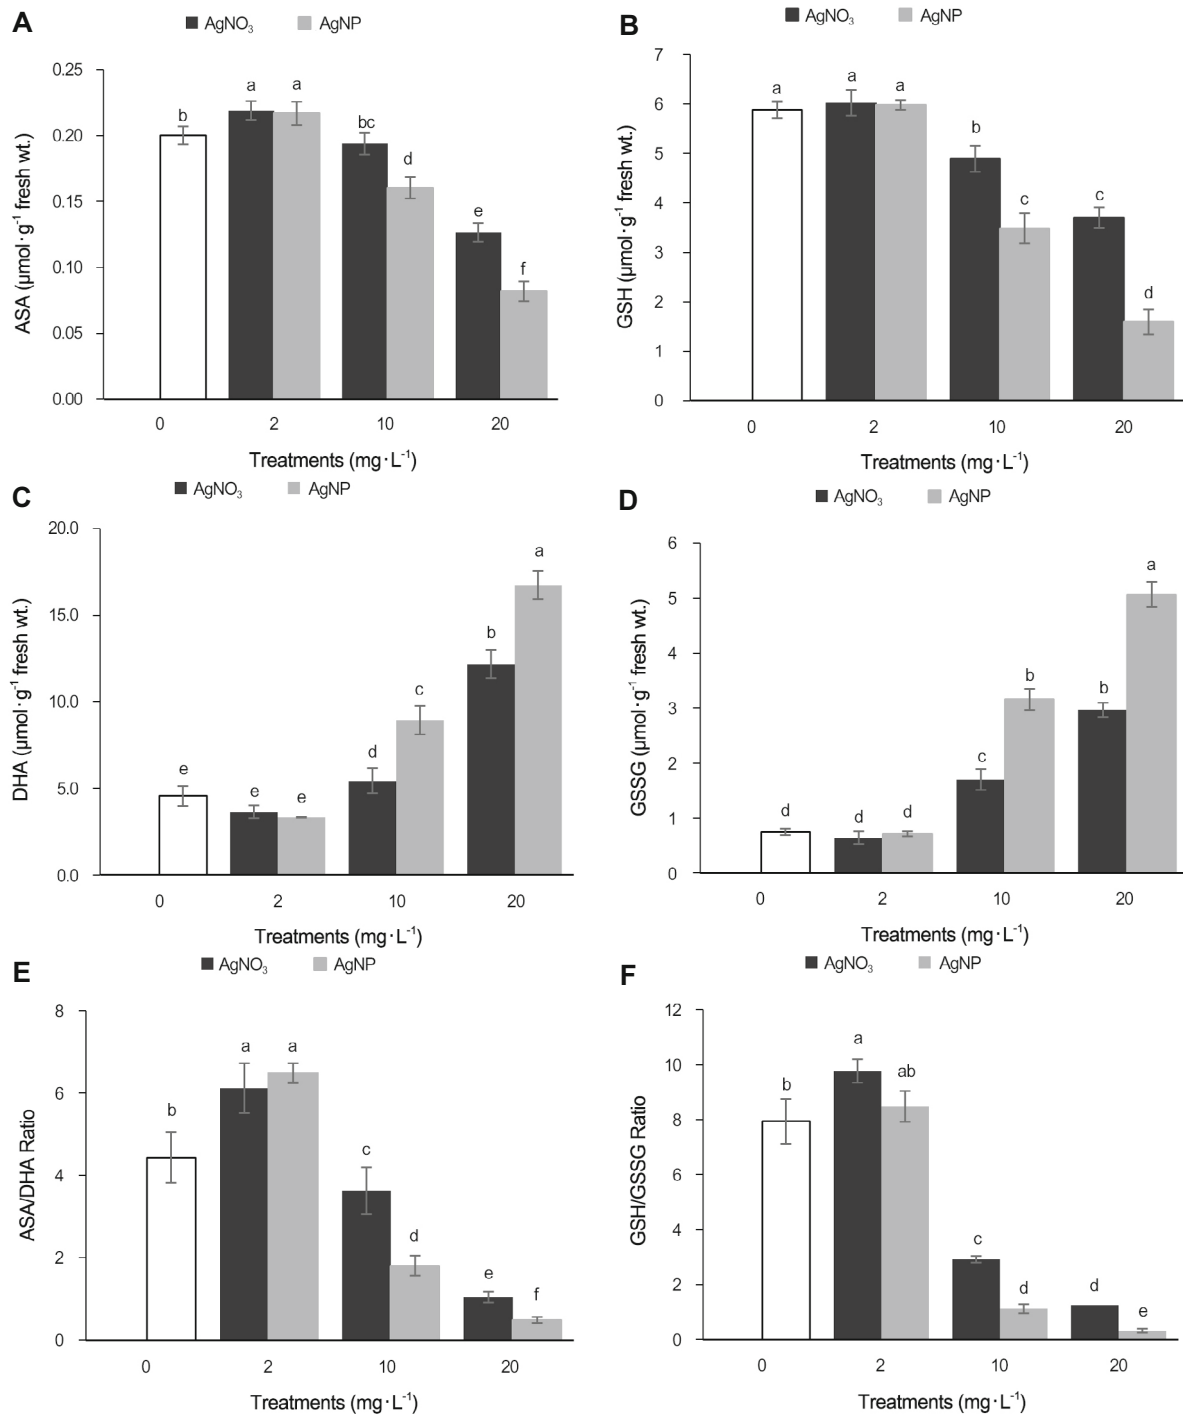 A
AgNO₃ AgNP
ASA (µmol·g⁻¹ fresh wt.)
0.25
0.20
0.15
0.10
0.05
0.00
b a a bc d e f
0 2 10 20
Treatments (mg·L⁻¹)
B
AgNO₃ AgNP
GSH (µmol·g⁻¹ fresh wt.)
7
6
5
4
3
2
1
0
a a a b c c d
0 2 10 20
Treatments (mg·L⁻¹)
C
AgNO₃ AgNP
DHA (µmol·g⁻¹ fresh wt.)
20.0
15.0
10.0
5.0
0.0
e e e d c b a
0 2 10 20
Treatments (mg·L⁻¹)
D
AgNO₃ AgNP
GSSG (µmol·g⁻¹ fresh wt.)
6
5
4
3
2
1
0
d d d c b b a
0 2 10 20
Treatments (mg·L⁻¹)
E
AgNO₃ AgNP
ASA/DHA Ratio
8
6
4
2
0
b a a c d e f
0 2 10 20
Treatments (mg·L⁻¹)
F
AgNO₃ AgNP
GSH/GSSG Ratio
12
10
8
6
4
2
0
b a ab c d d e
0 2 10 20
Treatments (mg·L⁻¹)